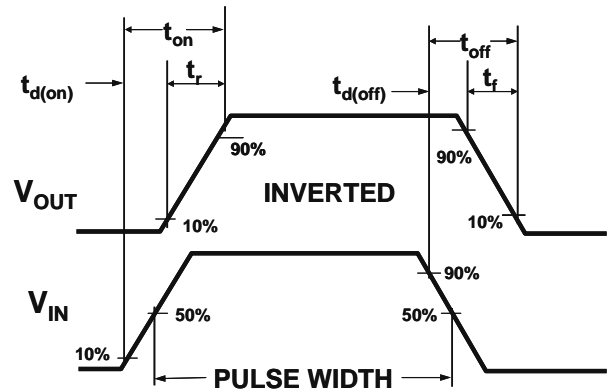 t_on t_off
t_d(on) t_r t_d(off) t_f
90% 90%
V_OUT INVERTED
10% 10%
90%
V_IN 50% 50%
10%
PULSE WIDTH